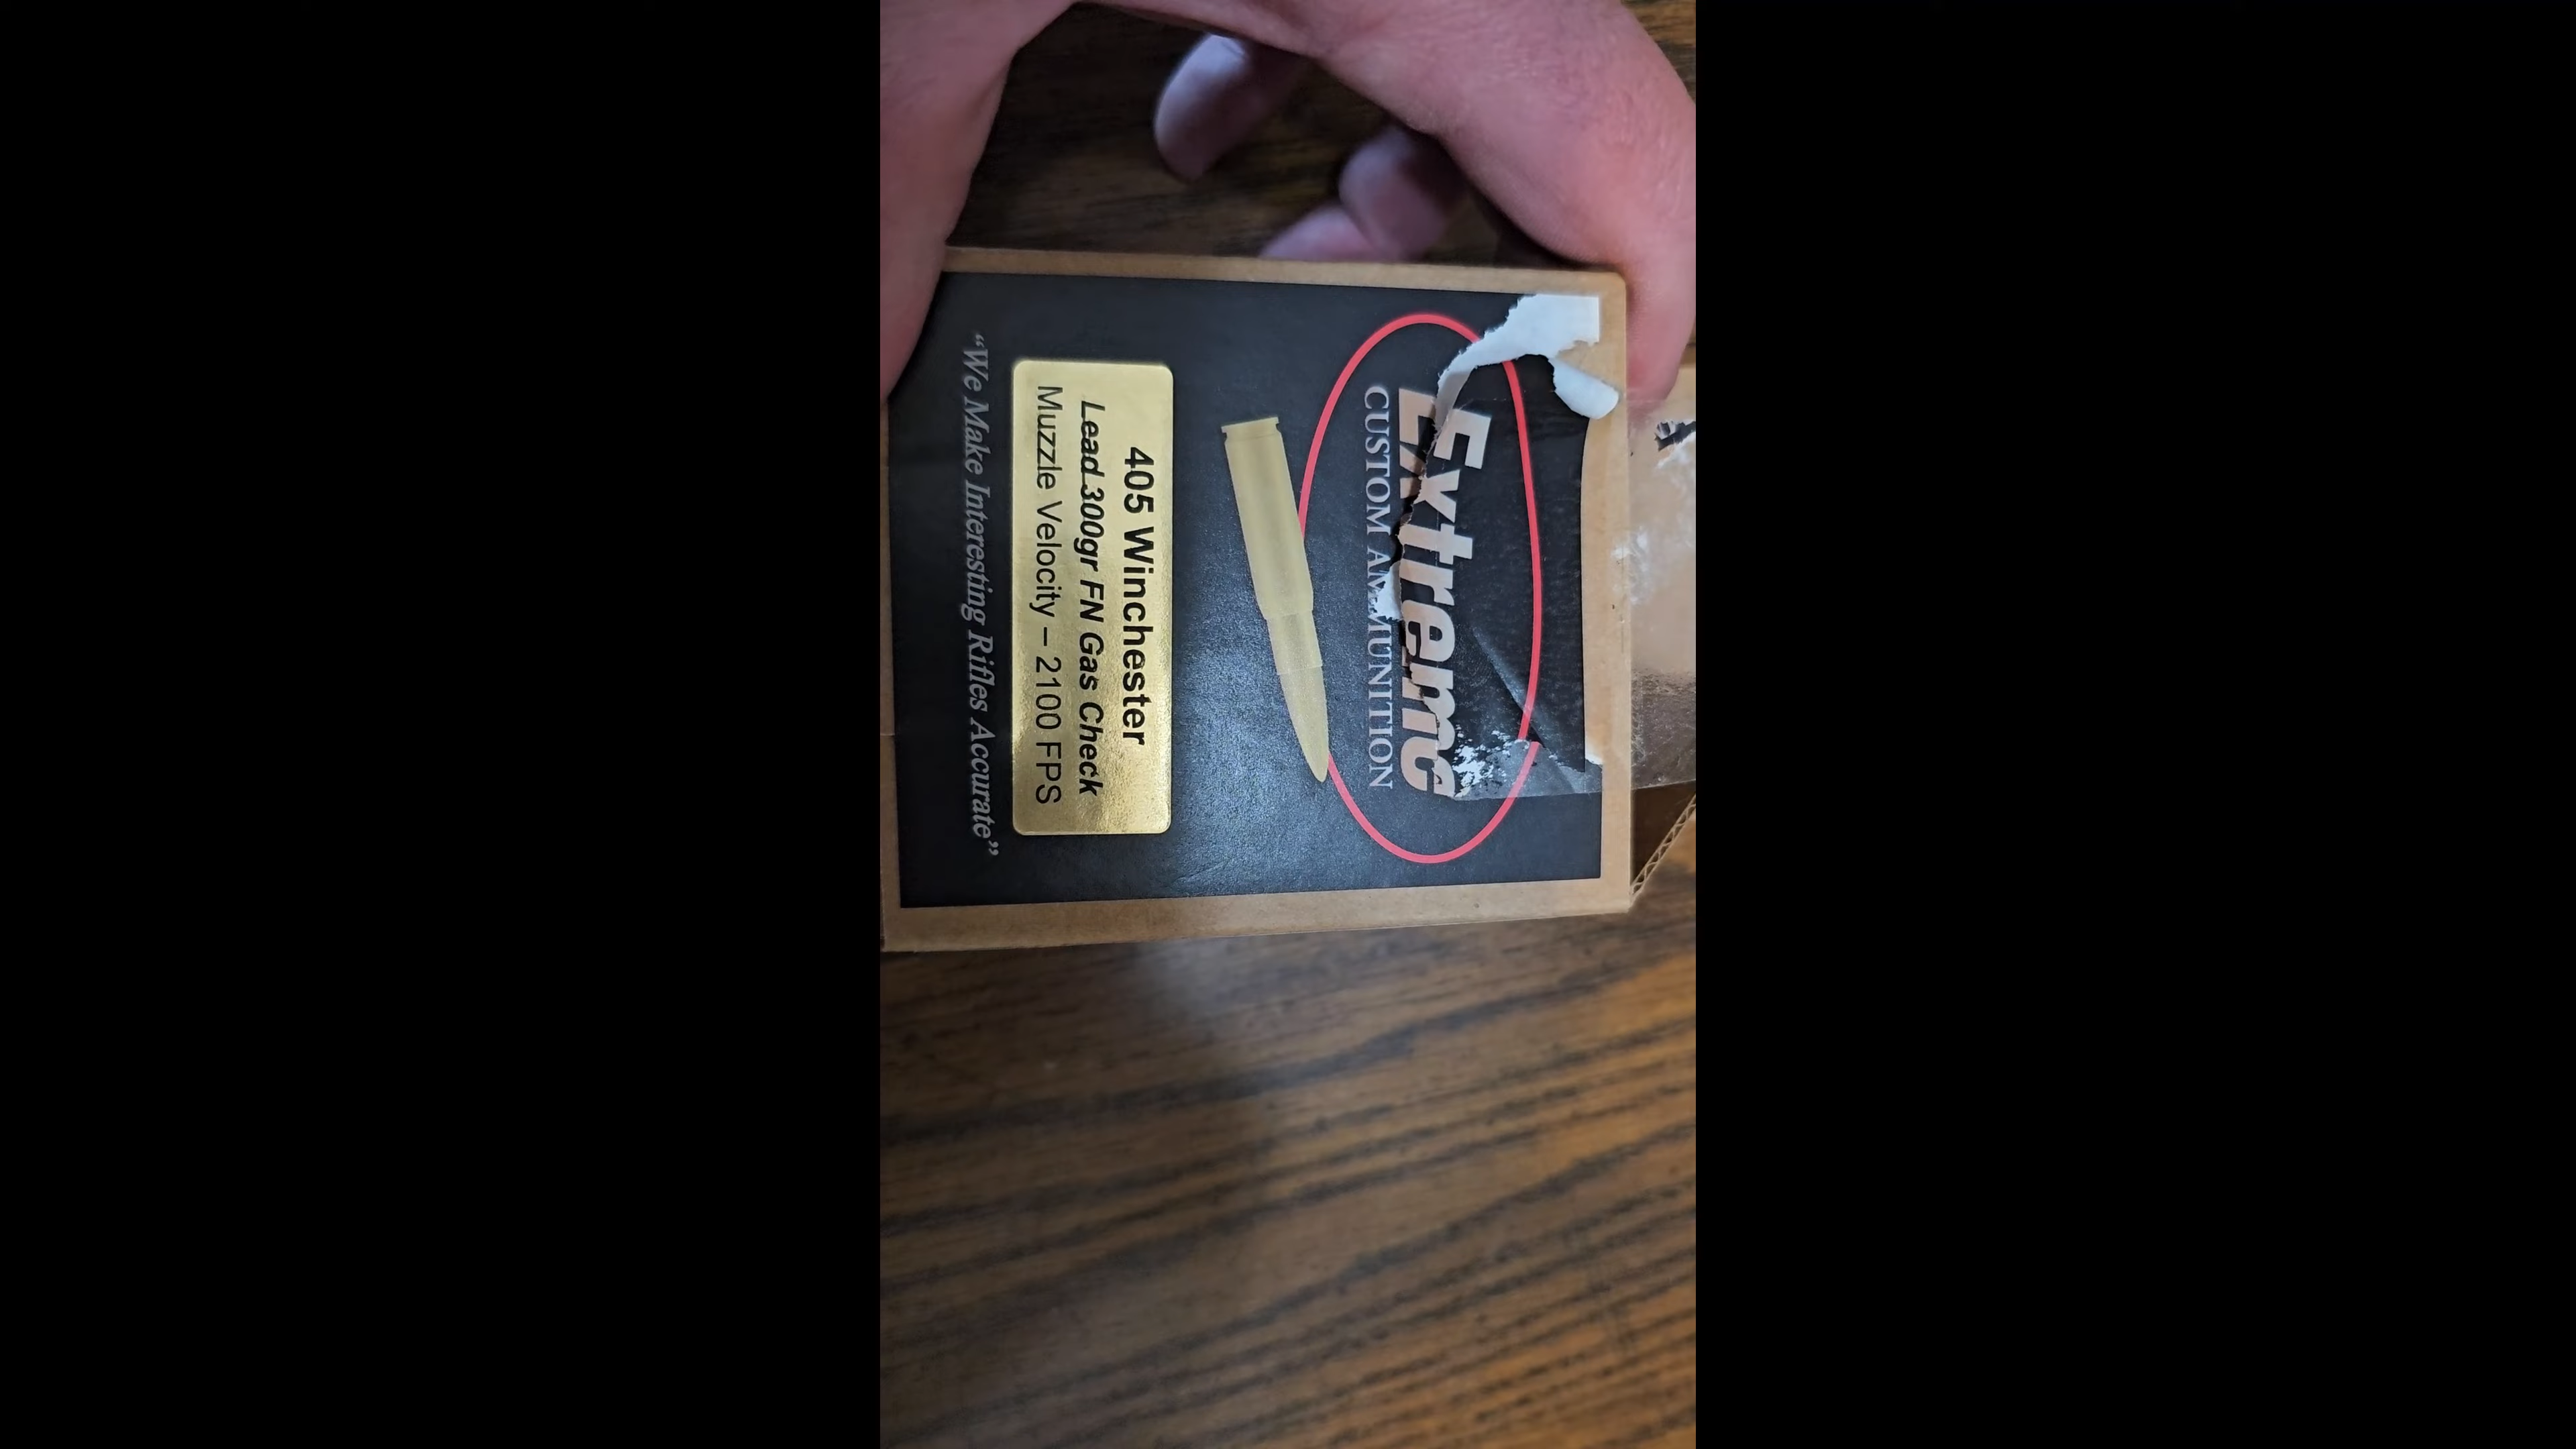 Extreme
CUSTOM AMMUNITION
405 Winchester
Lead 300gr FN Gas Check
Muzzle Velocity – 2100 FPS
“We Make Interesting Rifles Accurate”